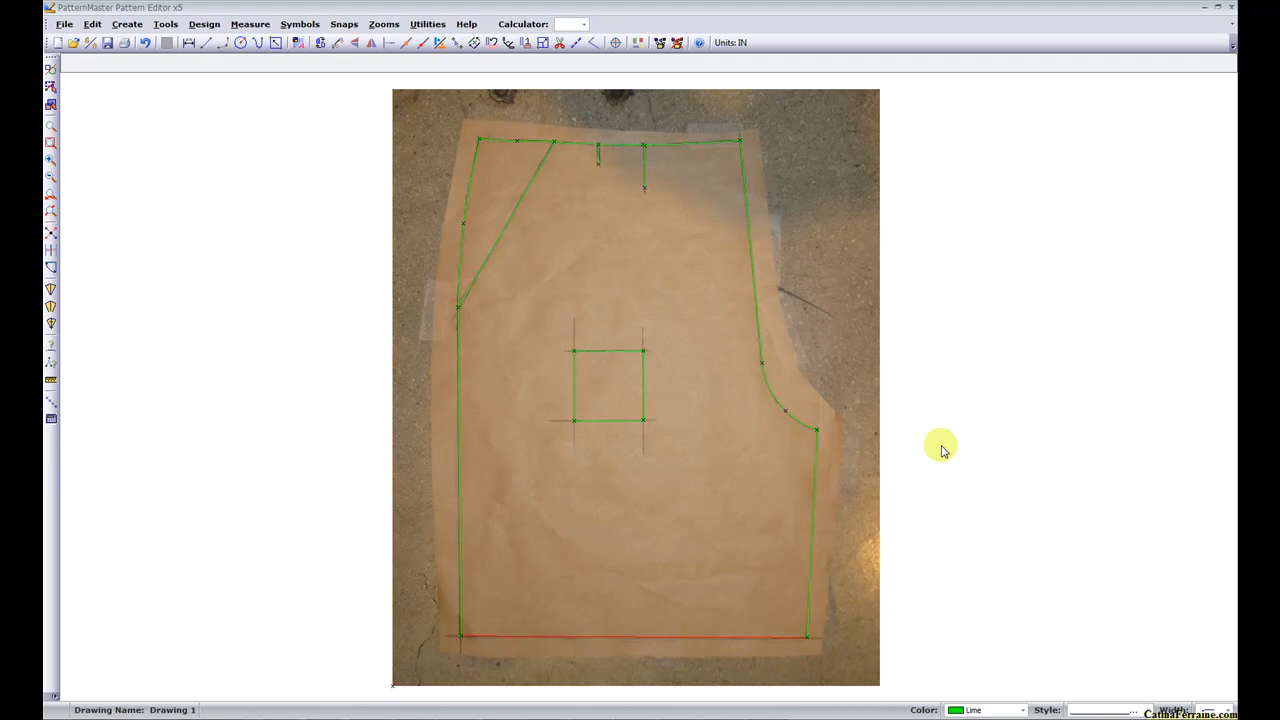 PatternMaster Pattern Editor x5
File Edit Create Tools Design Measure Symbols Snaps Zooms Utilities Help Calculator:
Units: IN
Drawing Name: Drawing 1 Color: Lime Style: Width:
CatinaFerraine.com